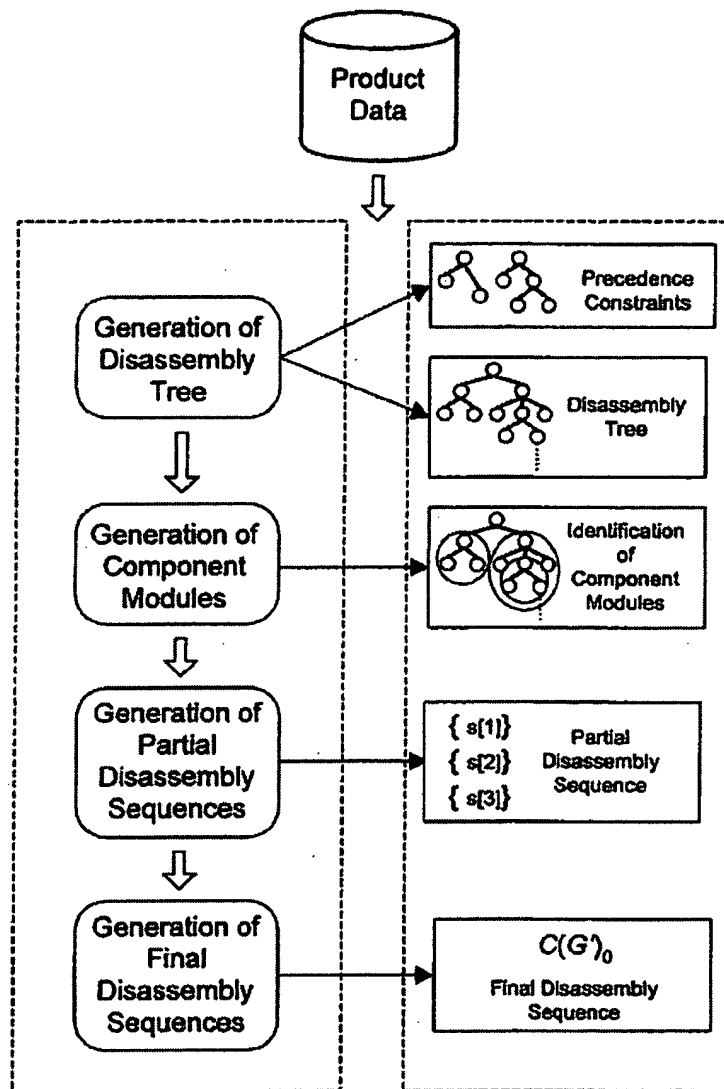 Product
Data
Generation of
Disassembly
Tree
Precedence
Constraints
Disassembly
Tree
Generation of
Component
Modules
Identification
of
Component
Modules
Generation of
Partial
Disassembly
Sequences
{ s[1]}
{ s[2]}
{ s[3]}
Partial
Disassembly
Sequence
Generation of
Final
Disassembly
Sequences
C(G')₀
Final Disassembly
Sequence